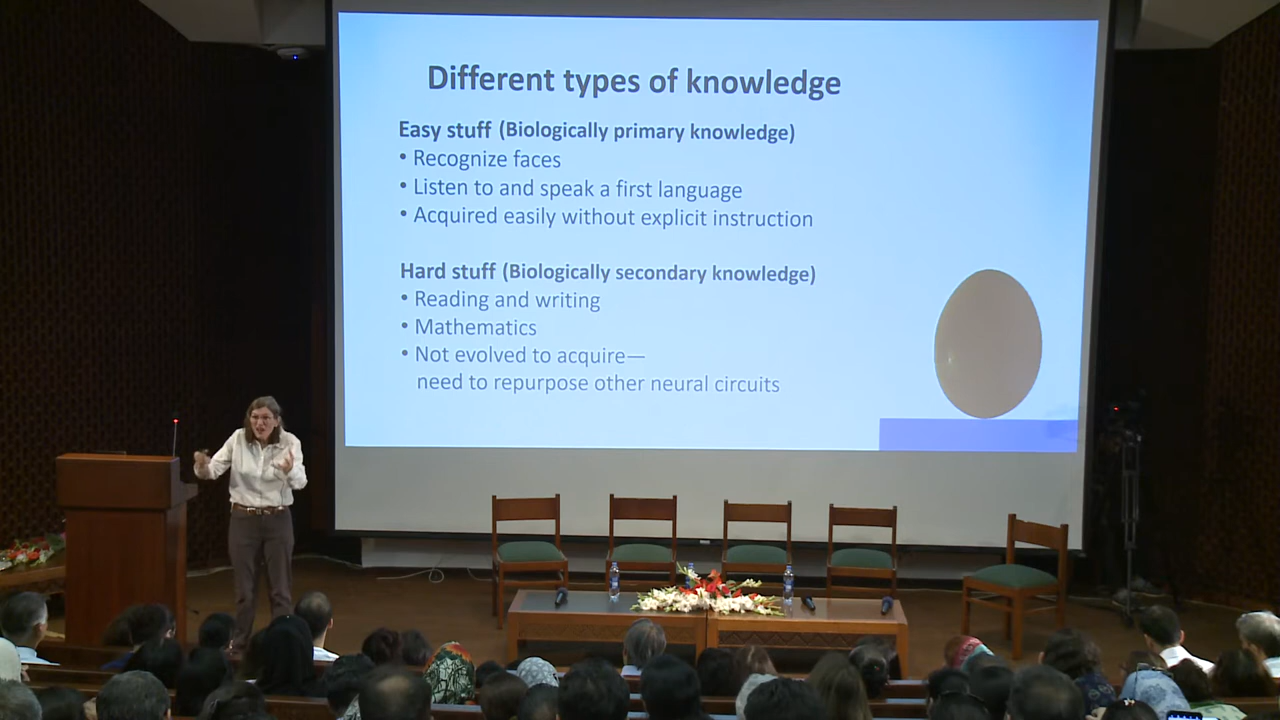 Different types of knowledge
Easy stuff (Biologically primary knowledge)
• Recognize faces
• Listen to and speak a first language
• Acquired easily without explicit instruction
Hard stuff (Biologically secondary knowledge)
• Reading and writing
• Mathematics
• Not evolved to acquire—
need to repurpose other neural circuits